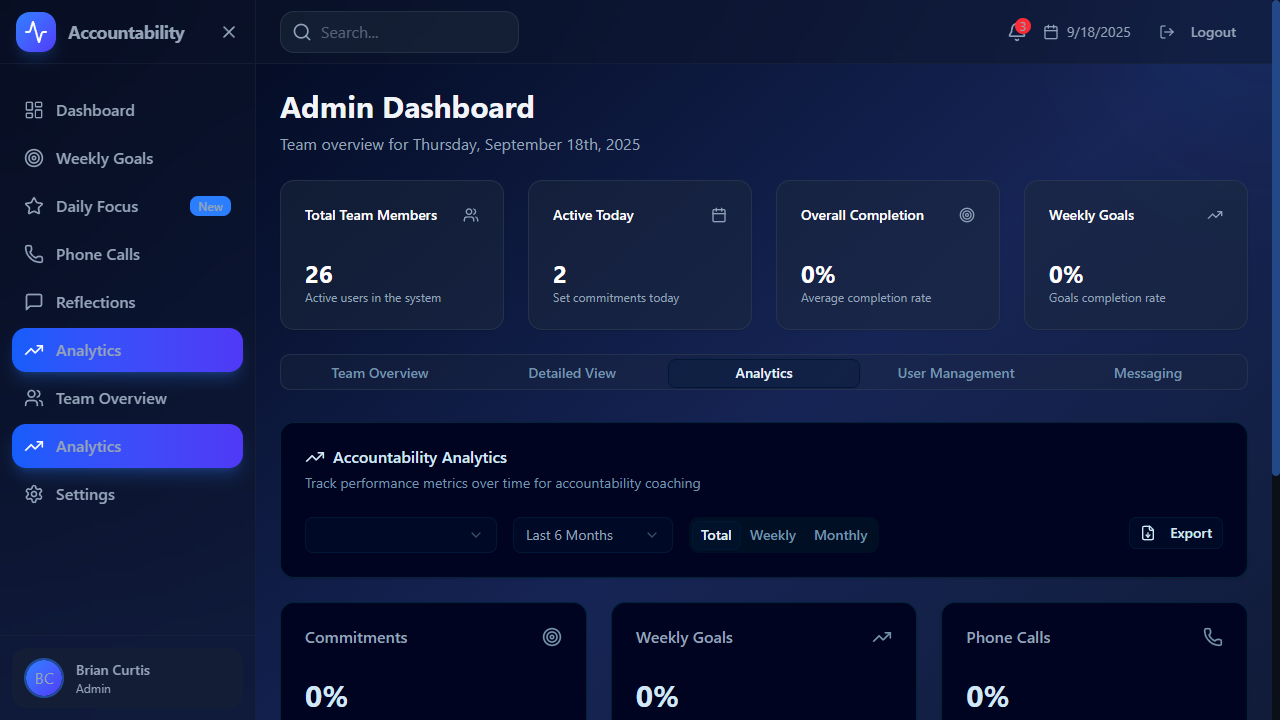 Accountability
Search...
3
9/18/2025
Logout
Dashboard
Weekly Goals
Daily Focus
New
Phone Calls
Reflections
Analytics
Team Overview
Analytics
Settings
BC
Brian Curtis
Admin
Admin Dashboard
Team overview for Thursday, September 18th, 2025
Total Team Members
26
Active users in the system
Active Today
2
Set commitments today
Overall Completion
0%
Average completion rate
Weekly Goals
0%
Goals completion rate
Team Overview
Detailed View
Analytics
User Management
Messaging
Accountability Analytics
Track performance metrics over time for accountability coaching
Last 6 Months
Total
Weekly
Monthly
Export
Commitments
0%
Weekly Goals
0%
Phone Calls
0%